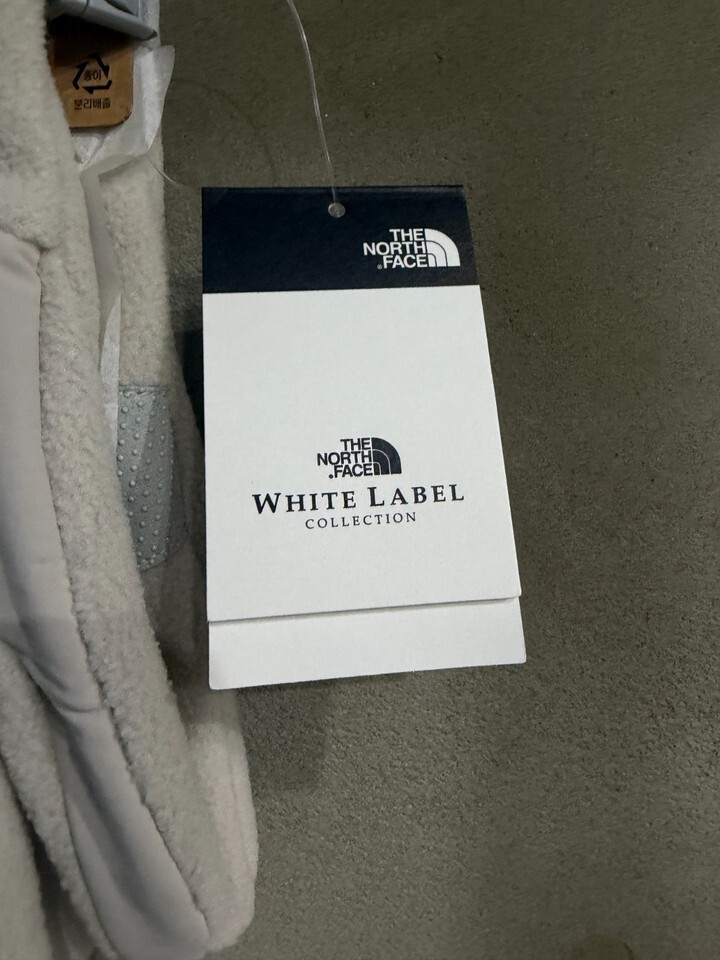 종이
분리배출
THE
NORTH
FACE
THE
NORTH
FACE
WHITE LABEL
COLLECTION